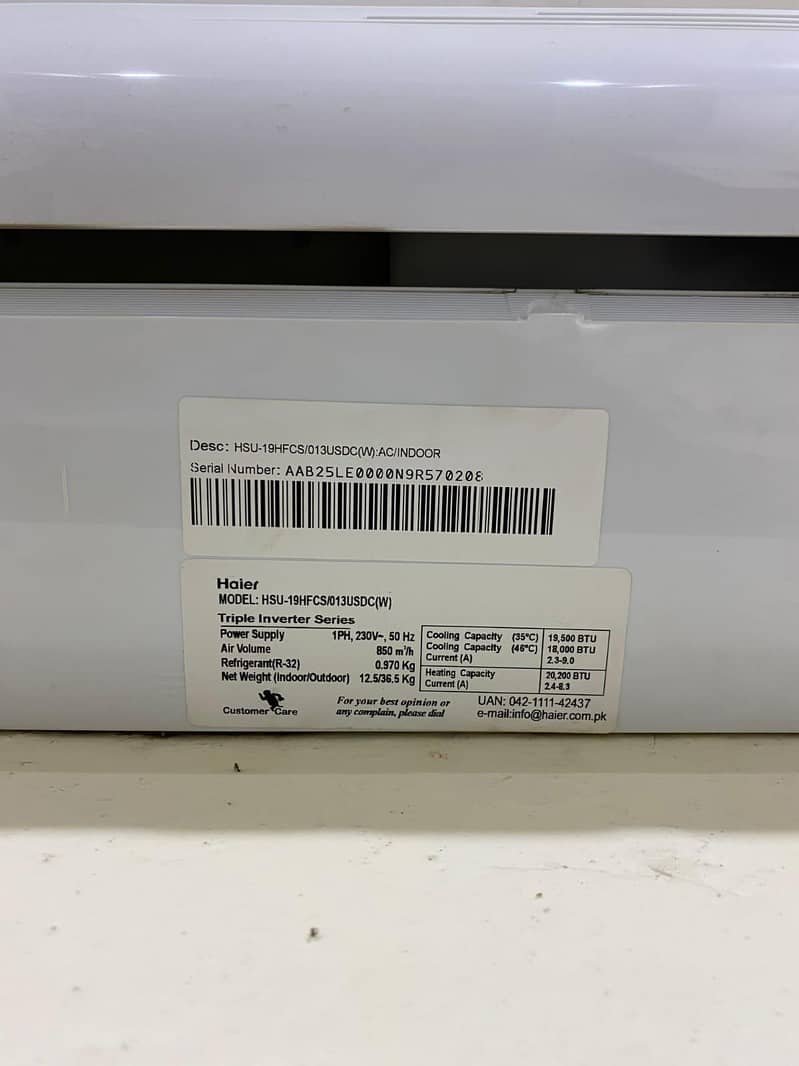 Desc: HSU-19HFCS/013USDC(W):AC/INDOOR
Serial Number: AAB25LE0000N9R570208
Haier
MODEL: HSU-19HFCS/013USDC(W)
Triple Inverter Series
Power Supply 1PH, 230V~, 50 Hz
Air Volume 850 m³/h
Refrigerant(R-32) 0.970 Kg
Net Weight (Indoor/Outdoor) 12.5/36.5 Kg
Cooling Capacity (35ºC) 19,500 BTU
Cooling Capacity (46ºC) 18,000 BTU
Current (A) 2.3-9.0
Heating Capacity 20,200 BTU
Current (A) 2.4-8.3
Customer Care
For your best opinion or
any complain, please dial
UAN: 042-1111-42437
e-mail:info@haier.com.pk